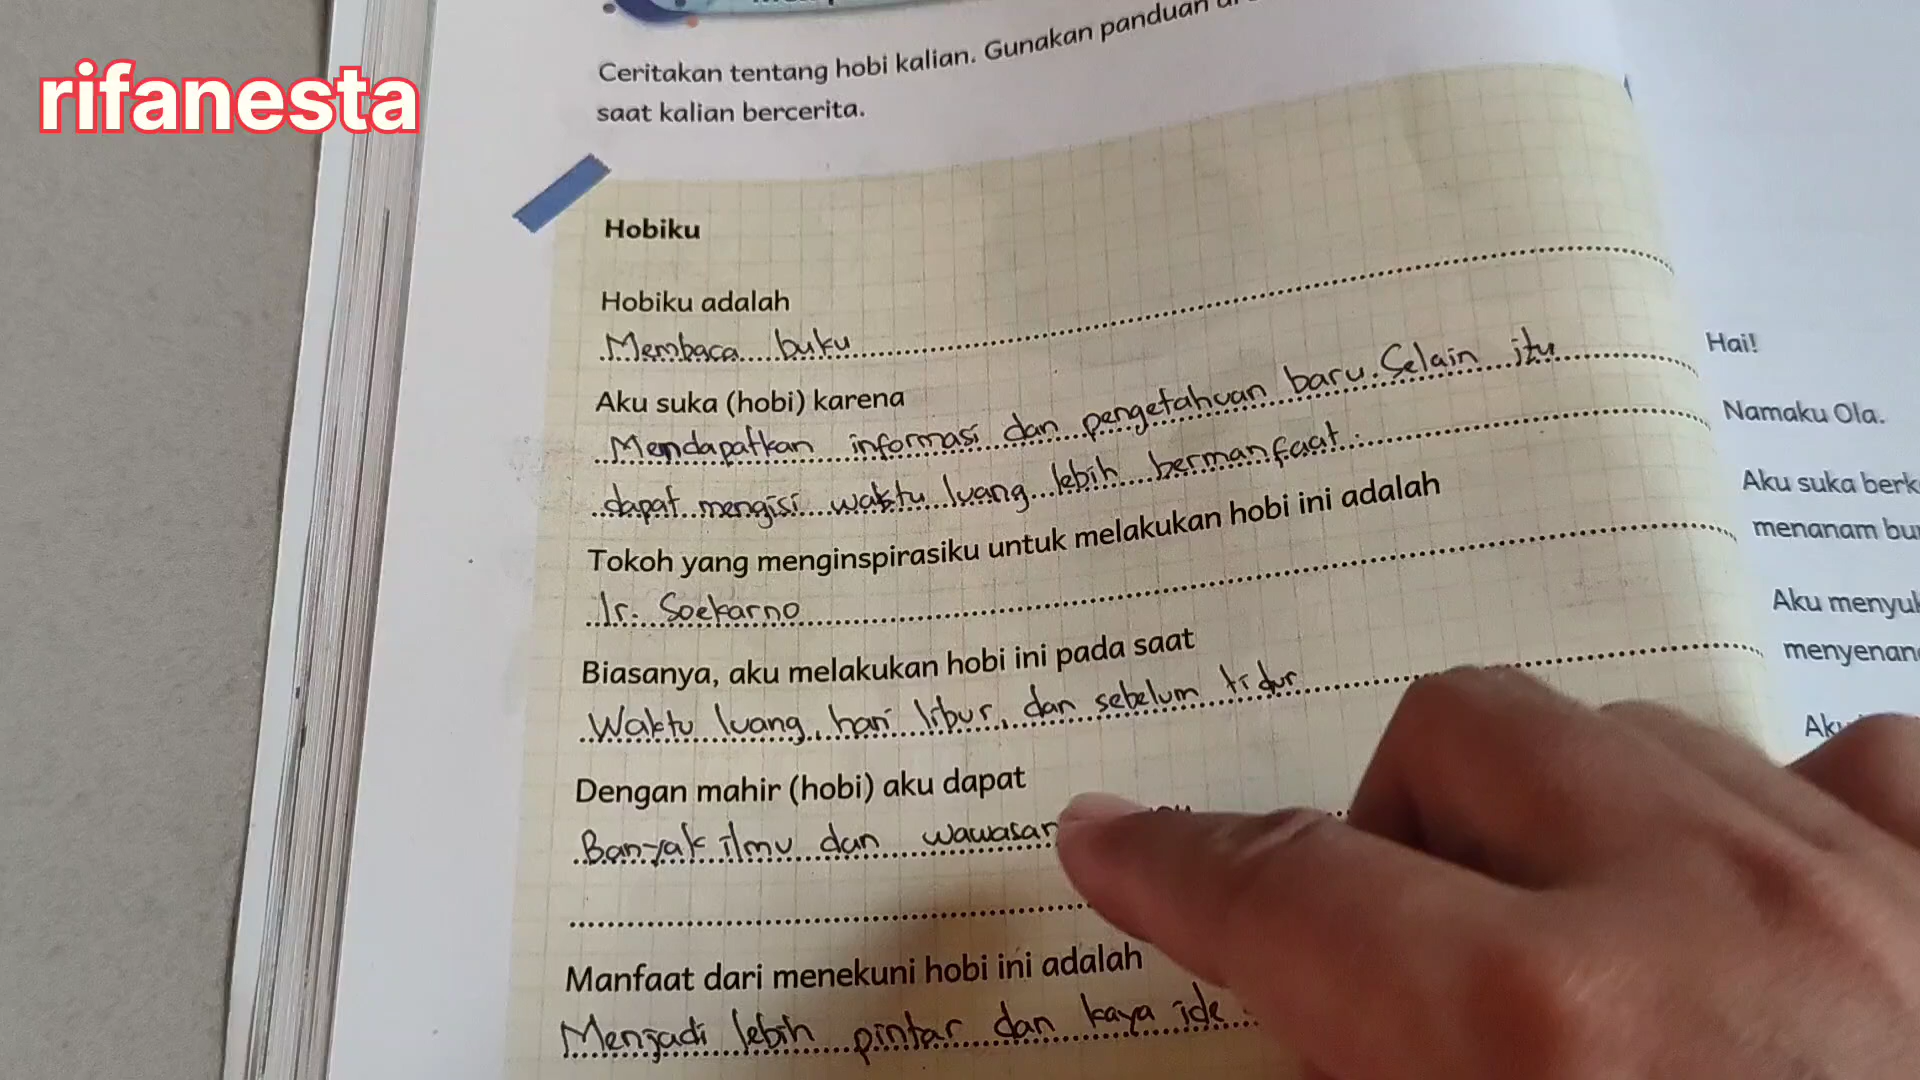 rifanesta
Ceritakan tentang hobi kalian. Gunakan panduan
saat kalian bercerita.
Hobiku
Hobiku adalah
Membaca buku
Aku suka (hobi) karena
Mendapatkan informasi dan pengetahuan baru. Selain itu
dapat mengisi waktu luang lebih bermanfaat.
Tokoh yang menginspirasiku untuk melakukan hobi ini adalah
Ir. Soekarno
Biasanya, aku melakukan hobi ini pada saat
Waktu luang, hari libur, dan sebelum tidur
Dengan mahir (hobi) aku dapat
Banyak ilmu dan wawasan
Manfaat dari menekuni hobi ini adalah
Menjadi lebih pintar dan kaya ide.
Hai!
Namaku Ola.
Aku suka
menanam
Aku